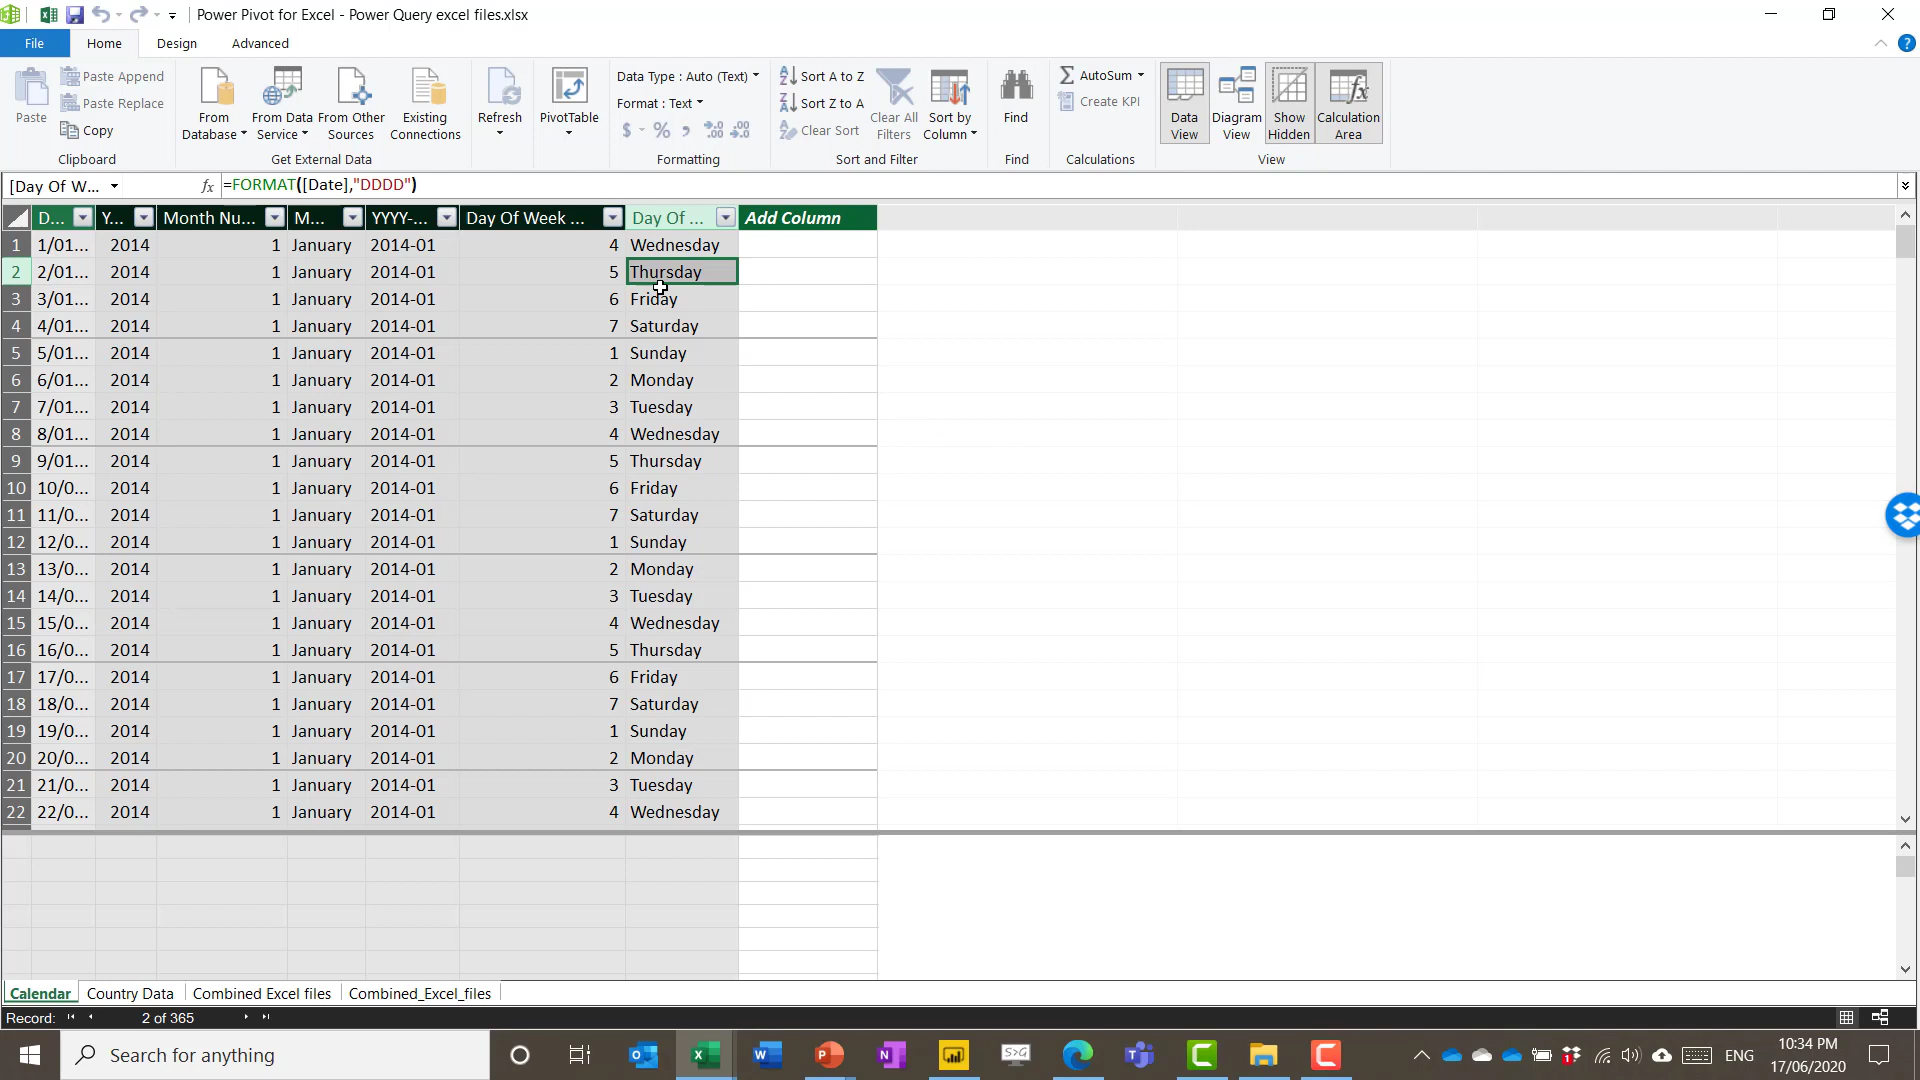 Power Pivot for Excel - Power Query excel files.xlsx
File Home Design Advanced
Paste
Paste Append
Paste Replace
Copy
Clipboard
From Database
From Data Service
From Other Sources
Existing Connections
Get External Data
Refresh
PivotTable
Data Type : Auto (Text)
Format : Text
$ % ,
Formatting
Sort A to Z
Sort Z to A
Clear Sort
Clear All Filters
Sort by Column
Sort and Filter
Find
Find
AutoSum
Create KPI
Calculations
Data View
Diagram View
Show Hidden
Calculation Area
View
[Day Of W... fx =FORMAT([Date],"DDDD")
D... Y... Month Nu... M... YYYY-... Day Of Week ... Day Of ... Add Column
1 1/01... 2014 1 January 2014-01 4 Wednesday
2 2/01... 2014 1 January 2014-01 5 Thursday
3 3/01... 2014 1 January 2014-01 6 Friday
4 4/01... 2014 1 January 2014-01 7 Saturday
5 5/01... 2014 1 January 2014-01 1 Sunday
6 6/01... 2014 1 January 2014-01 2 Monday
7 7/01... 2014 1 January 2014-01 3 Tuesday
8 8/01... 2014 1 January 2014-01 4 Wednesday
9 9/01... 2014 1 January 2014-01 5 Thursday
10 10/0... 2014 1 January 2014-01 6 Friday
11 11/0... 2014 1 January 2014-01 7 Saturday
12 12/0... 2014 1 January 2014-01 1 Sunday
13 13/0... 2014 1 January 2014-01 2 Monday
14 14/0... 2014 1 January 2014-01 3 Tuesday
15 15/0... 2014 1 January 2014-01 4 Wednesday
16 16/0... 2014 1 January 2014-01 5 Thursday
17 17/0... 2014 1 January 2014-01 6 Friday
18 18/0... 2014 1 January 2014-01 7 Saturday
19 19/0... 2014 1 January 2014-01 1 Sunday
20 20/0... 2014 1 January 2014-01 2 Monday
21 21/0... 2014 1 January 2014-01 3 Tuesday
22 22/0... 2014 1 January 2014-01 4 Wednesday
Calendar Country Data Combined Excel files Combined_Excel_files
Record: 2 of 365
Search for anything
ENG
10:34 PM
17/06/2020